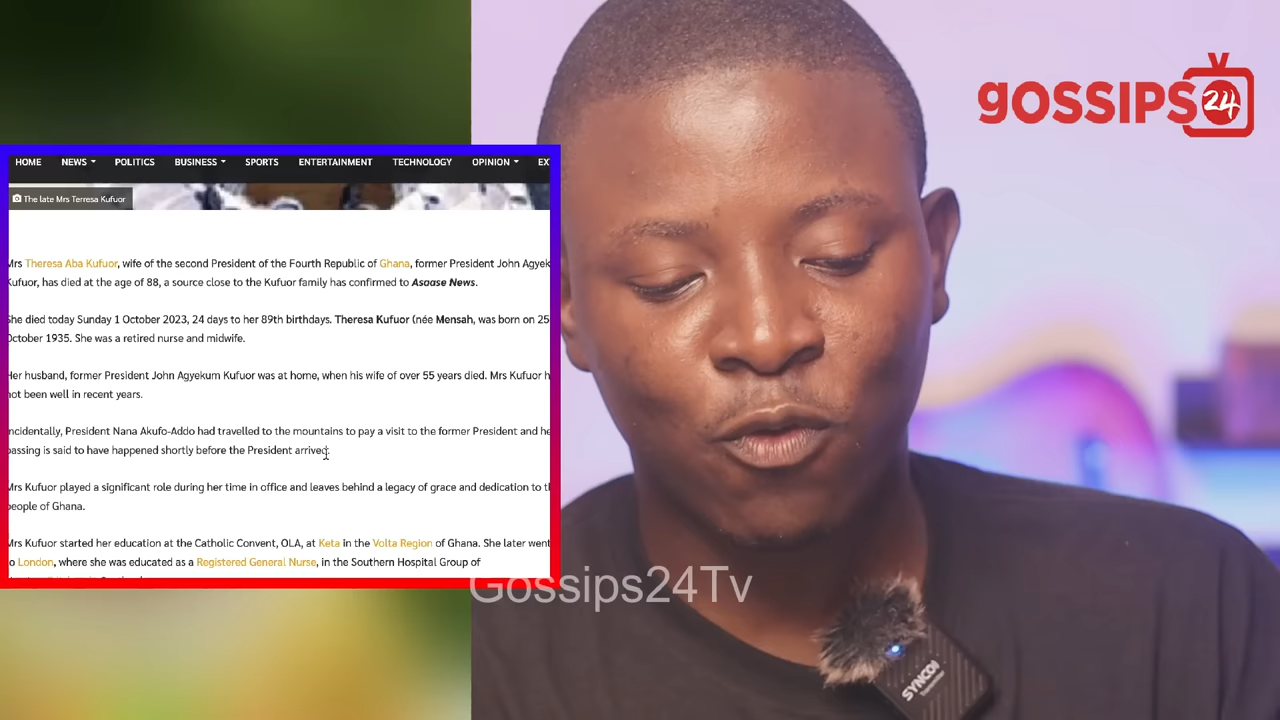 HOME NEWS POLITICS BUSINESS SPORTS ENTERTAINMENT TECHNOLOGY OPINION
The late Mrs Terresa Kufuor
Mrs Theresa Aba Kufuor, wife of the second President of the Fourth Republic of Ghana, former President John Agyek
Kufuor, has died at the age of 88, a source close to the Kufuor family has confirmed to Asaase News.
She died today Sunday 1 October 2023, 24 days to her 89th birthdays. Theresa Kufuor (née Mensah, was born on 25
October 1935. She was a retired nurse and midwife.
Her husband, former President John Agyekum Kufuor was at home, when his wife of over 55 years died. Mrs Kufuor h
not been well in recent years.
Incidentally, President Nana Akufo-Addo had travelled to the mountains to pay a visit to the former President and he
passing is said to have happened shortly before the President arrived.
Mrs Kufuor played a significant role during her time in office and leaves behind a legacy of grace and dedication to th
people of Ghana.
Mrs Kufuor started her education at the Catholic Convent, OLA, at Keta in the Volta Region of Ghana. She later went
to London, where she was educated as a Registered General Nurse, in the Southern Hospital Group of
gOSSIPS 24
Gossips24Tv
SYNCO
Transmitter